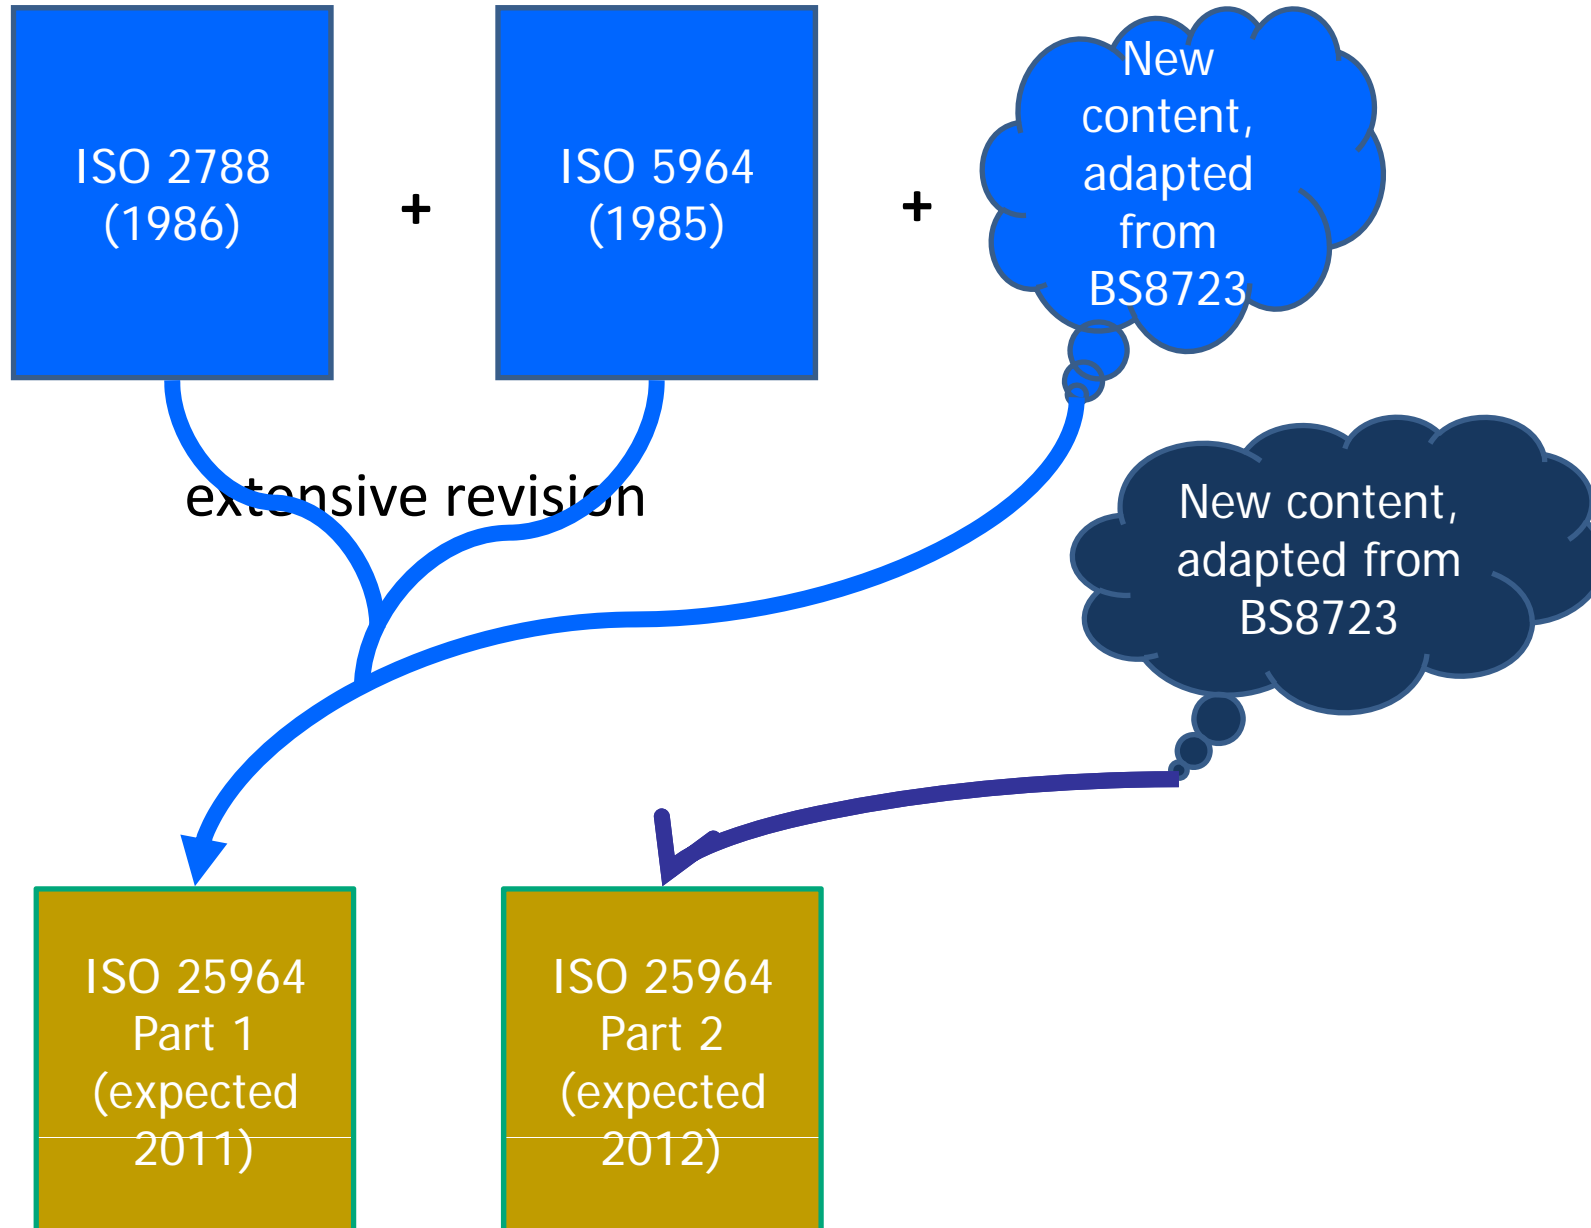 ISO 2788
(1986)
+
ISO 5964
(1985)
+
New
content,
adapted
from
BS8723
extensive revision
New content,
adapted from
BS8723
ISO 25964
Part 1
(expected
2011)
ISO 25964
Part 2
(expected
2012)